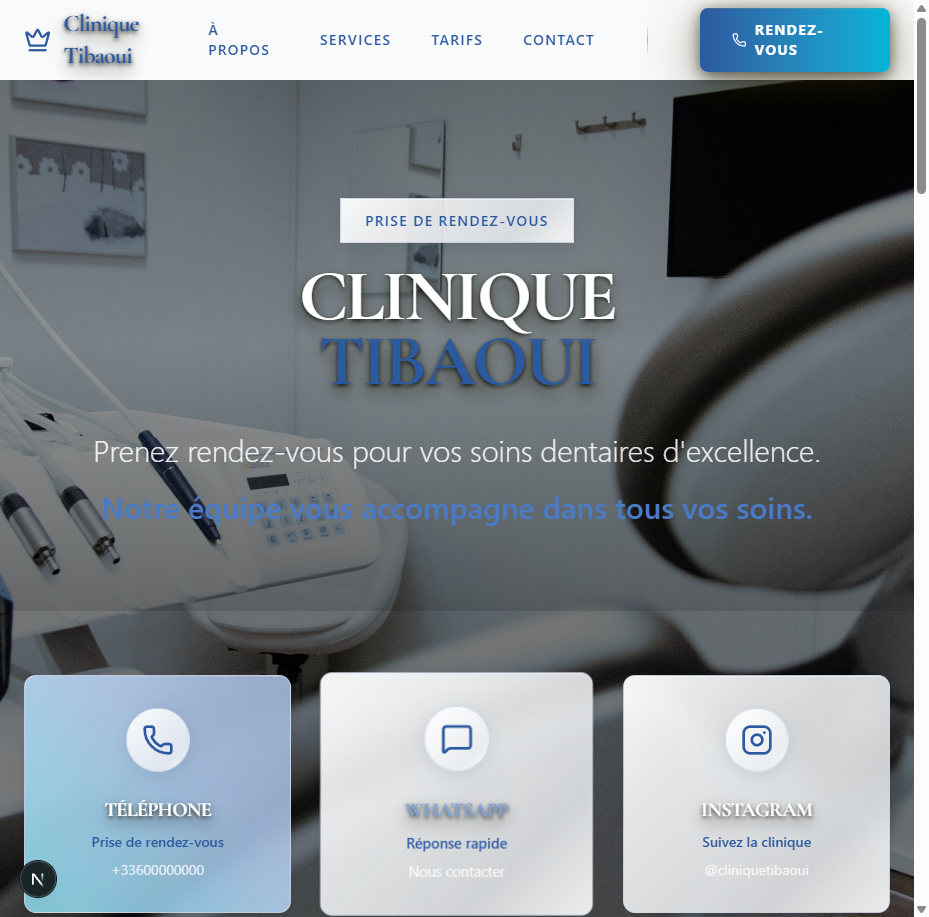 Clinique
Tibaoui
À
PROPOS
SERVICES
TARIFS
CONTACT
RENDEZ-
VOUS
PRISE DE RENDEZ-VOUS
CLINIQUE
TIBAOUI
Prenez rendez-vous pour vos soins dentaires d'excellence.
Notre équipe vous accompagne dans tous vos soins.
TÉLÉPHONE
Prise de rendez-vous
+33600000000
WHATSAPP
Réponse rapide
Nous contacter
INSTAGRAM
Suivez la clinique
@cliniquetibaoui
N